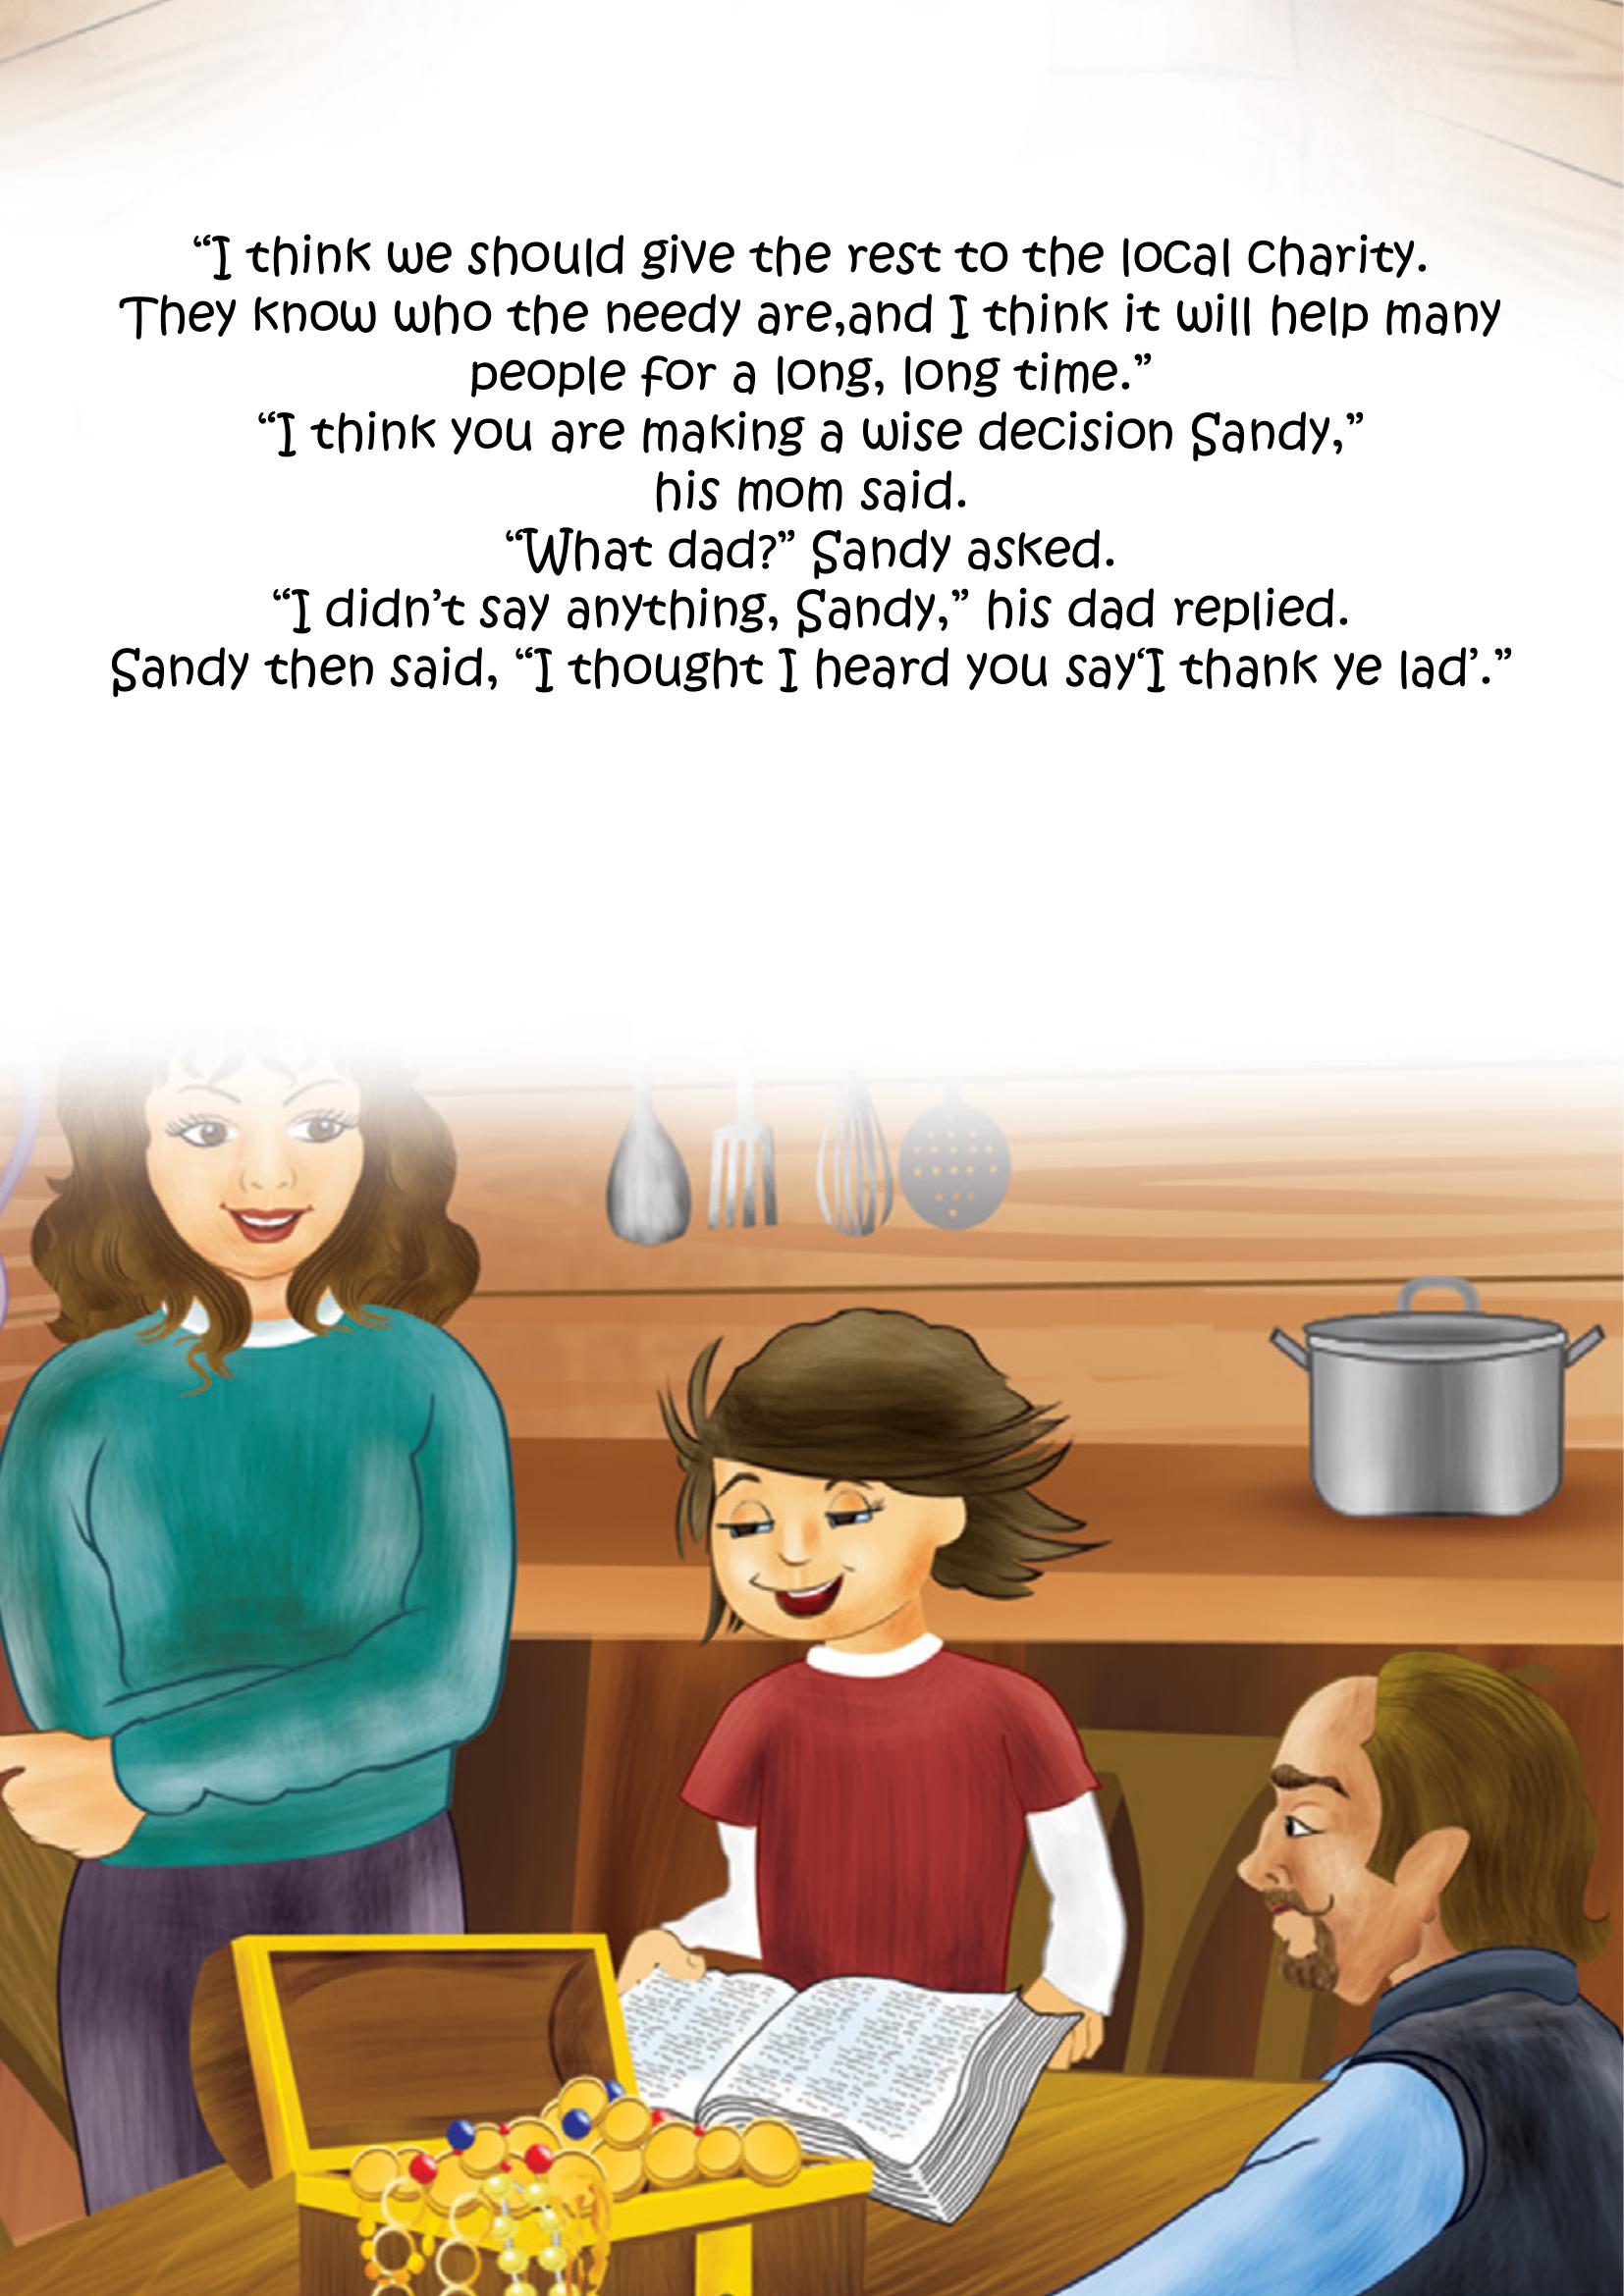 “I think we should give the rest to the local charity.
They know who the needy are,and I think it will help many
people for a long, long time.”
“I think you are making a wise decision Sandy,”
his mom said.
“What dad?” Sandy asked.
“I didn’t say anything, Sandy,” his dad replied.
Sandy then said, “I thought I heard you say‘I thank ye lad’.”